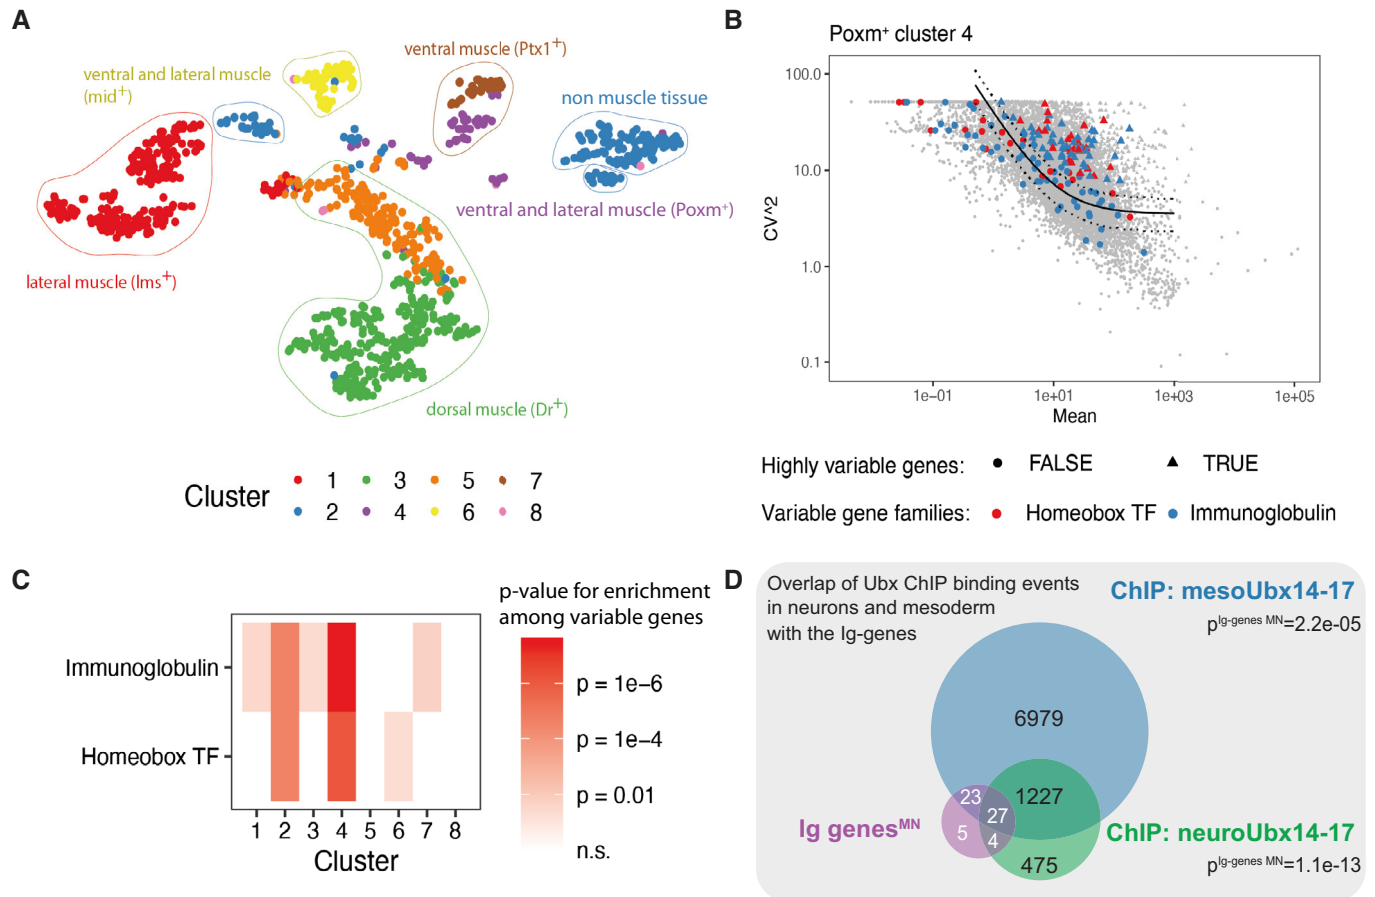 A
ventral and lateral muscle
(mid+)
ventral muscle (Ptx1+)
non muscle tissue
ventral and lateral muscle (Poxm+)
lateral muscle (lms+)
dorsal muscle (Dr+)
Cluster
1 3 5 7
2 4 6 8
B
Poxm+ cluster 4
CV^2
100.0
10.0
1.0
0.1
1e−01 1e+01 1e+03 1e+05
Mean
Highly variable genes: FALSE TRUE
Variable gene families: Homeobox TF Immunoglobulin
C
Immunoglobulin
Homeobox TF
1 2 3 4 5 6 7 8
Cluster
p-value for enrichment
among variable genes
p = 1e−6
p = 1e−4
p = 0.01
n.s.
D
Overlap of Ubx ChIP binding events
in neurons and mesoderm
with the Ig-genes
ChIP: mesoUbx14-17
pIg-genes MN=2.2e-05
6979
1227
23
27
5
4
475
Ig genesMN
ChIP: neuroUbx14-17
pIg-genes MN=1.1e-13